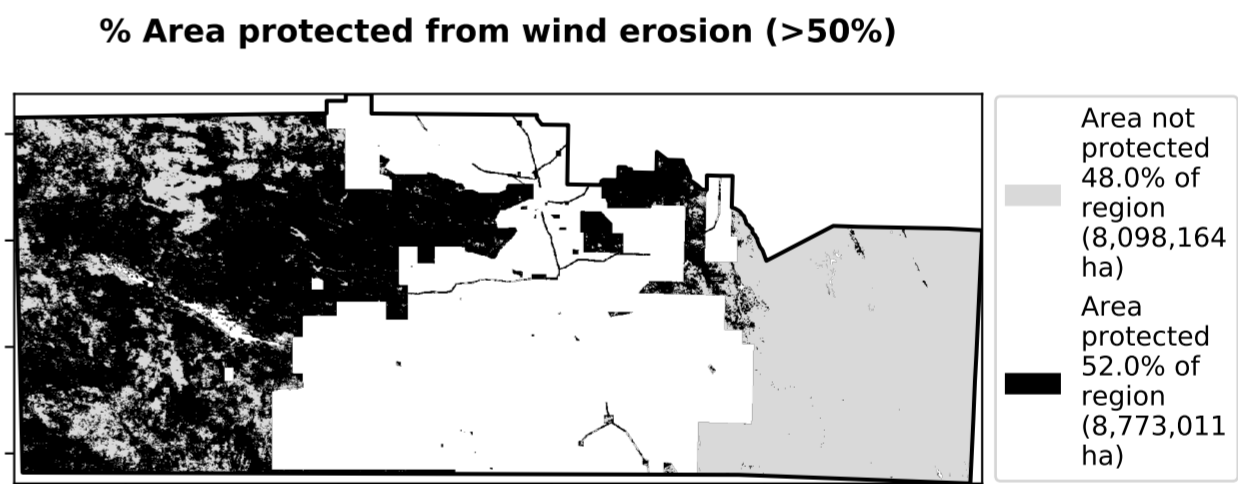 % Area protected from wind erosion (>50%)
Area not
protected
48.0% of
region
(8,098,164
ha)
Area
protected
52.0% of
region
(8,773,011
ha)